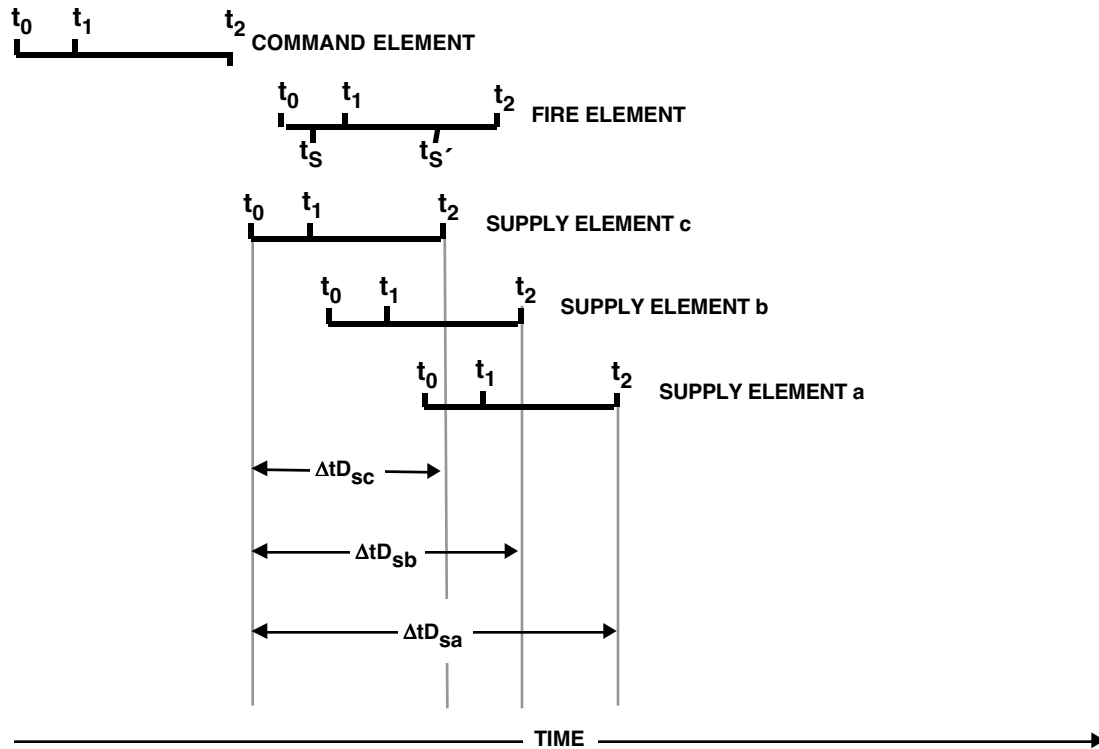 t0 t1 t2 COMMAND ELEMENT
t0 t1 t2 FIRE ELEMENT
tS tS´
t0 t1 t2 SUPPLY ELEMENT c
t0 t1 t2 SUPPLY ELEMENT b
t0 t1 t2 SUPPLY ELEMENT a
ΔtDsc
ΔtDsb
ΔtDsa
TIME